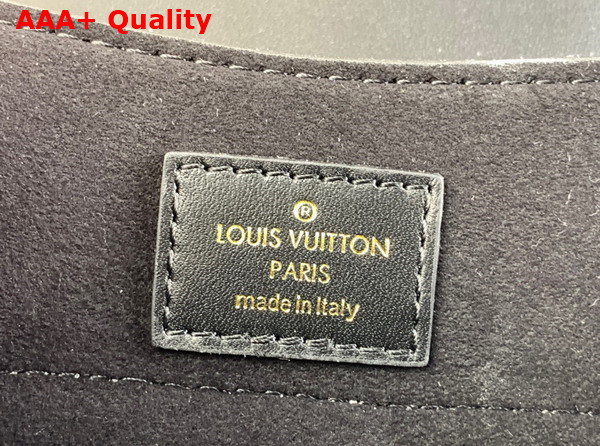 AAA+ Quality
®
LOUIS VUITTON
PARIS
made in Italy